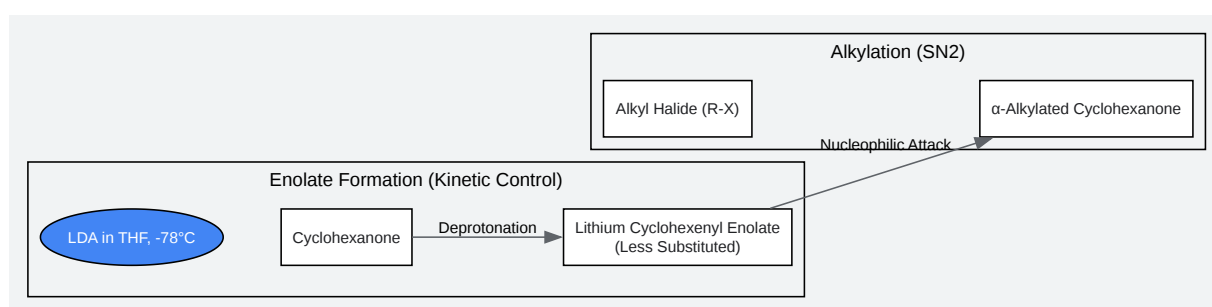 Alkylation (SN2)
Alkyl Halide (R-X)
α-Alkylated Cyclohexanone
Nucleophilic Attack
Enolate Formation (Kinetic Control)
LDA in THF, -78°C
Cyclohexanone
Deprotonation
Lithium Cyclohexenyl Enolate
(Less Substituted)